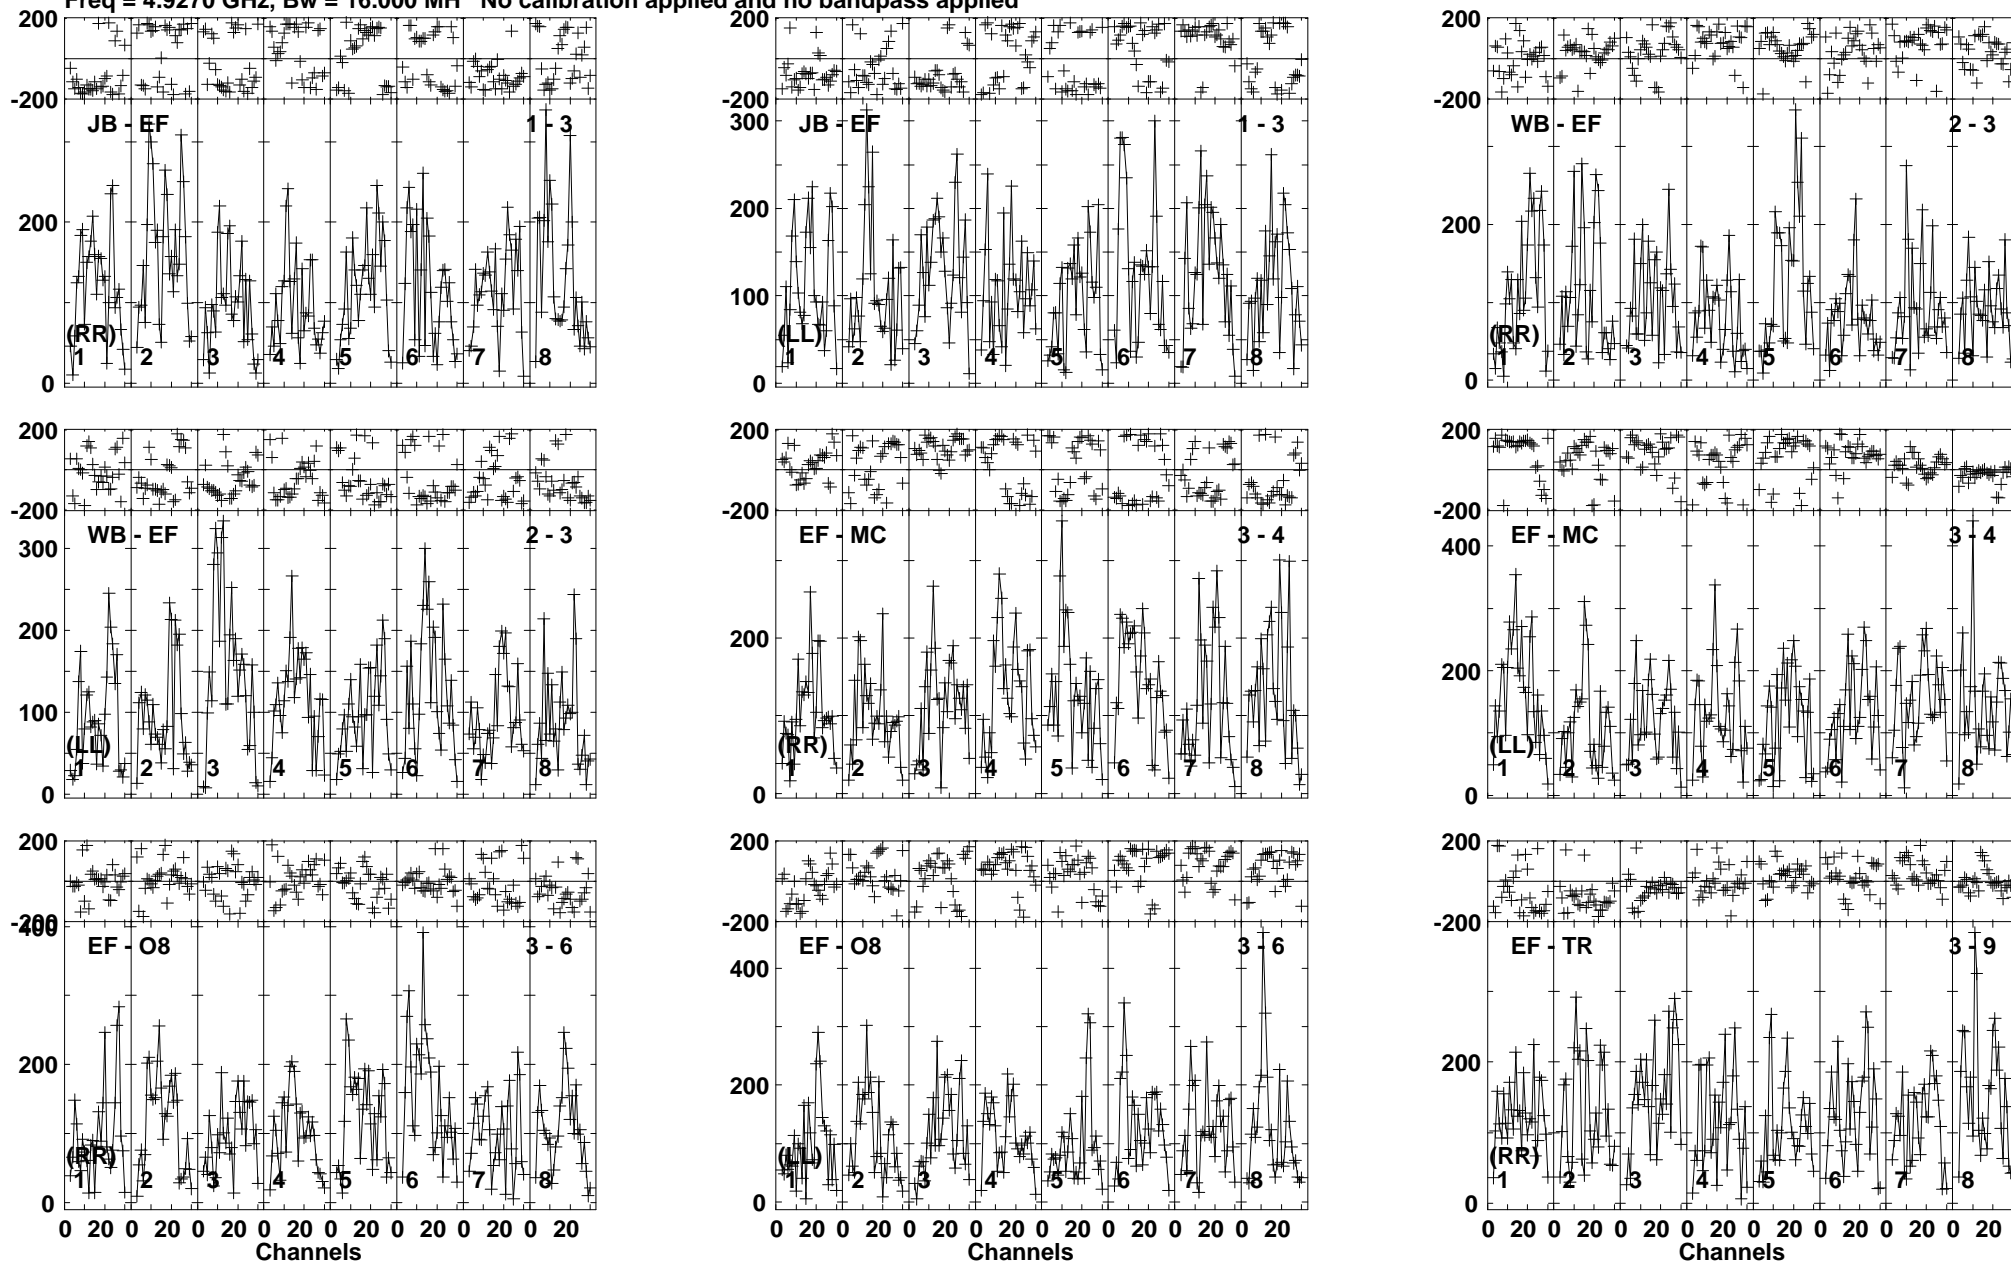 Freq = 4.9270 GHz, Bw = 16.000 MH No calibration applied and no bandpass applied
200 200 200
-200 -200 -200
JB - EF 1 - 3 JB - EF 1 - 3 WB - EF 2 - 3
300
200 200 200
100
(RR) (LL) (RR)
1 2 3 4 5 6 7 8 1 2 3 4 5 6 7 8 1 2 3 4 5 6 7 8
0 0 0
200 200 200
-200 -200 -200
WB - EF 2 - 3 EF - MC 3 - 4 EF - MC 3 - 4
300 400
200 200 200
100
(LL) (RR) (LL)
1 2 3 4 5 6 7 8 1 2 3 4 5 6 7 8 1 2 3 4 5 6 7 8
0 0 0
200 200 200
-200 -200 -200
400
EF - O8 3 - 6 EF - O8 3 - 6 EF - TR 3 - 9
400
200 200 200
(RR) (LL) (RR)
1 2 3 4 5 6 7 8 1 2 3 4 5 6 7 8 1 2 3 4 5 6 7 8
0 0 0
0 20 0 20 0 20 0 20 0 20 0 20 0 20 0 20 0 20 0 20 0 20 0 20 0 20 0 20 0 20 0 20 0 20 0 20 0 20 0 20 0 20 0 20 0 20 0 20
Channels Channels Channels